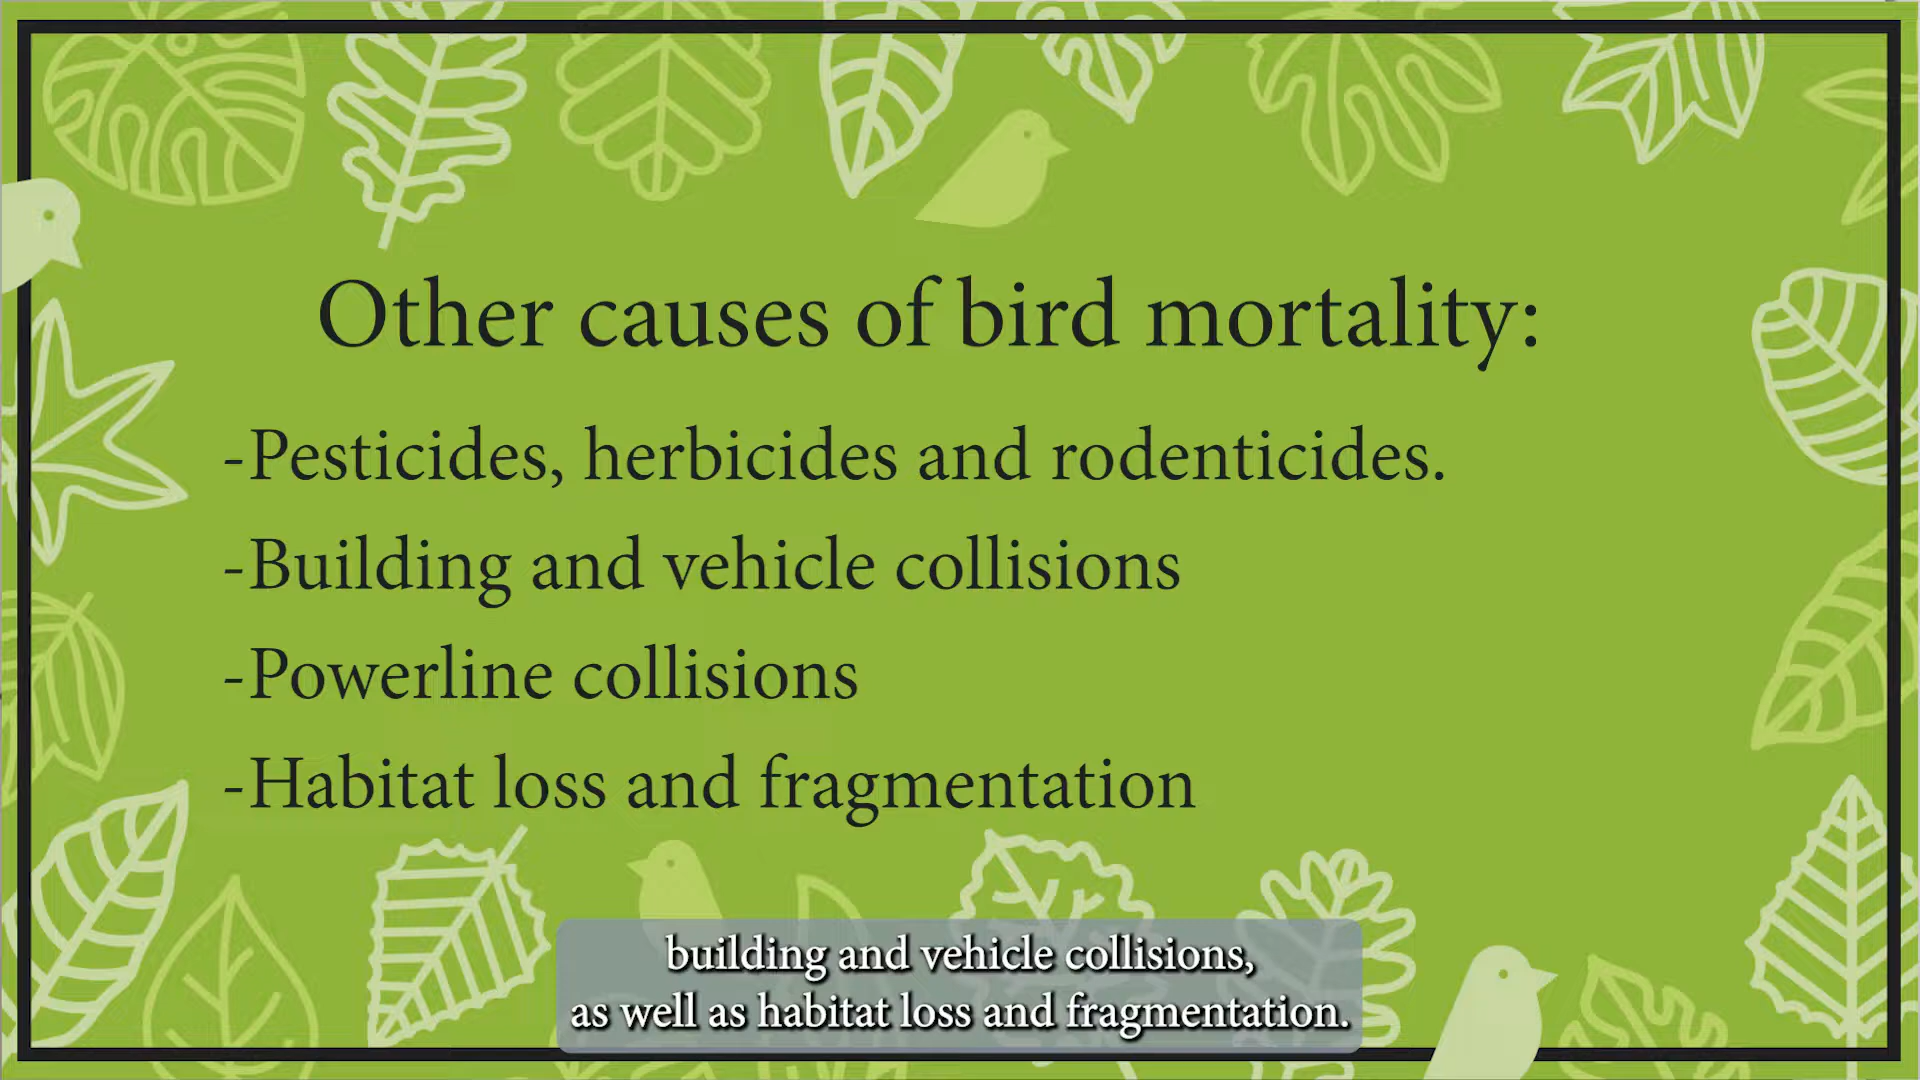 Other causes of bird mortality:
-Pesticides, herbicides and rodenticides.
-Building and vehicle collisions
-Powerline collisions
-Habitat loss and fragmentation
building and vehicle collisions,
as well as habitat loss and fragmentation.